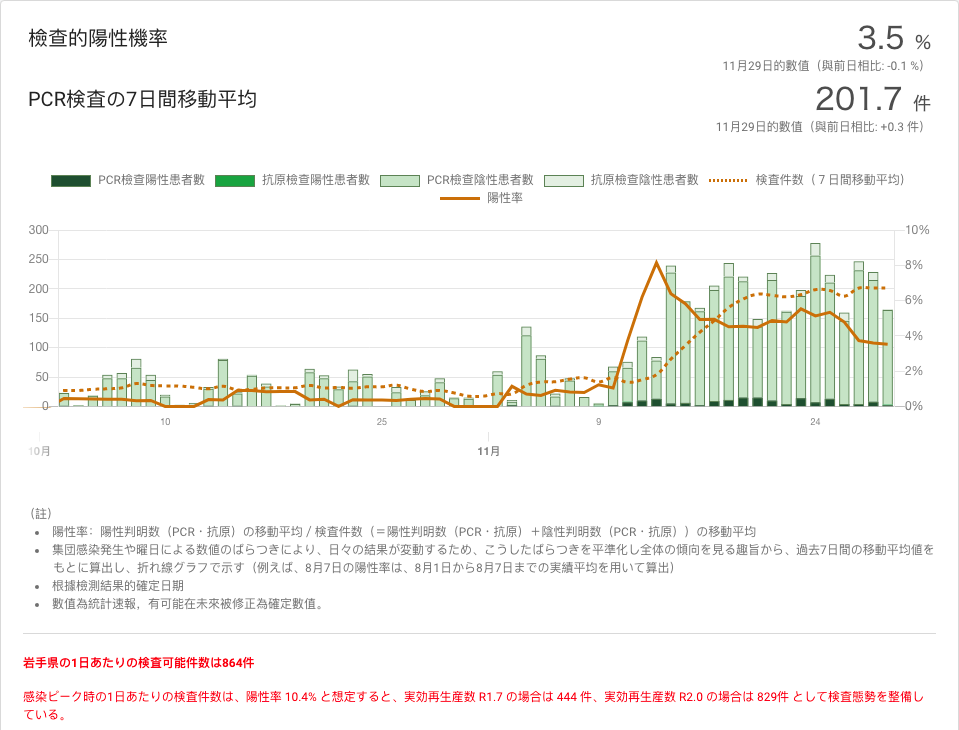 檢查的陽性機率
3.5 %
11月29日的數值（與前日相比: -0.1 %）
PCR検査の7日間移動平均
201.7 件
11月29日的數值（與前日相比: +0.3 件）
PCR檢查陽性患者數 抗原檢查陽性患者數 PCR檢查陰性患者數 抗原檢查陰性患者數 検査件数（７日間移動平均）
陽性率
300 10%
250 8%
200 6%
150 4%
100 2%
50 0%
0
10 25 9 24
10月 11月
（註）
陽性率：陽性判明数（PCR・抗原）の移動平均 / 検査件数（＝陽性判明数（PCR・抗原）＋陰性判明数（PCR・抗原））の移動平均
集団感染発生や曜日による数値のばらつきにより、日々の結果が変動するため、こうしたばらつきを平準化し全体の傾向を見る趣旨から、過去7日間の移動平均値を
もとに算出し、折れ線グラフで示す（例えば、8月7日の陽性率は、8月1日から8月7日までの実績平均を用いて算出）
根據檢測結果的確定日期
數值為統計速報，有可能在未來被修正為確定數值。
岩手県の1日あたりの検査可能件数は864件
感染ピーク時の1日あたりの検査件数は、陽性率 10.4% と想定すると、実効再生産数 R1.7 の場合は 444 件、実効再生産数 R2.0 の場合は 829件 として検査態勢を整備し
ている。